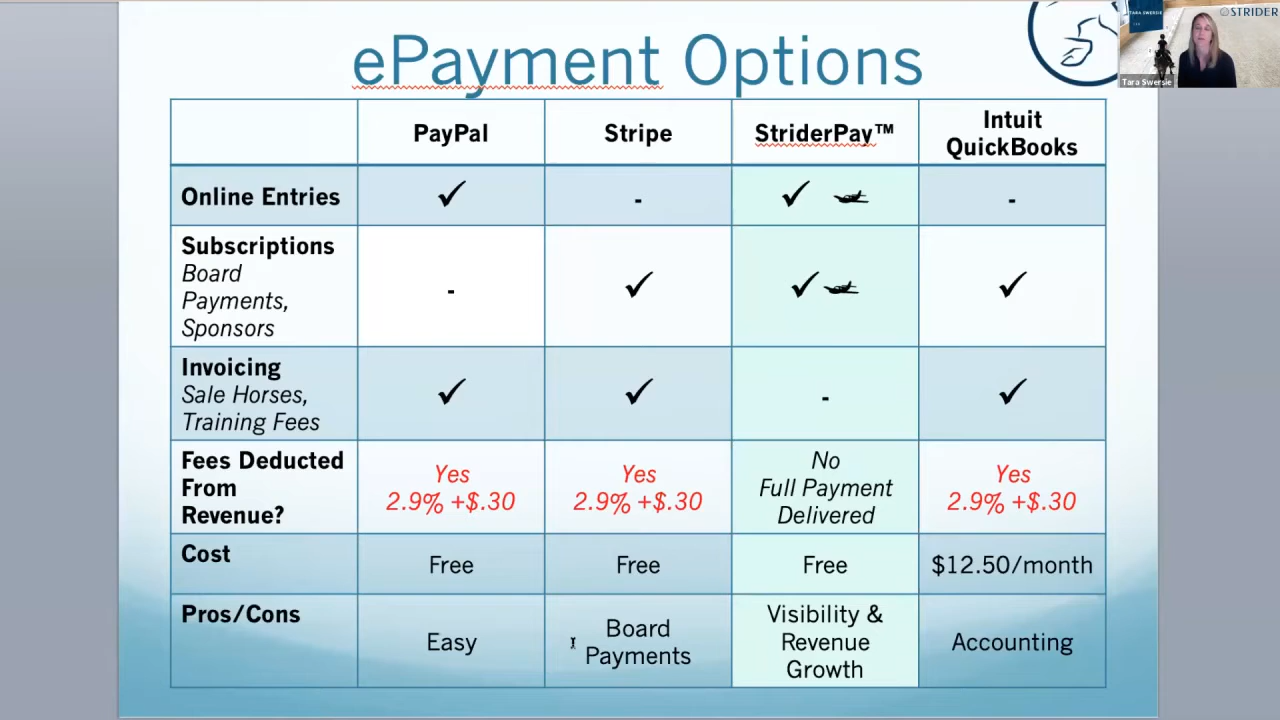 ePayment Options
STRIDER
TARA SWERSIE
Tara Swersie
PayPal
Stripe
StriderPay™
Intuit
QuickBooks
Online Entries
✓
-
✓
-
Subscriptions
Board
Payments,
Sponsors
-
✓
✓
✓
Invoicing
Sale Horses,
Training Fees
✓
✓
-
✓
Fees Deducted
From
Revenue?
Yes
2.9% +$.30
Yes
2.9% +$.30
No
Full Payment
Delivered
Yes
2.9% +$.30
Cost
Free
Free
Free
$12.50/month
Pros/Cons
Easy
Board
Payments
Visibility &
Revenue
Growth
Accounting